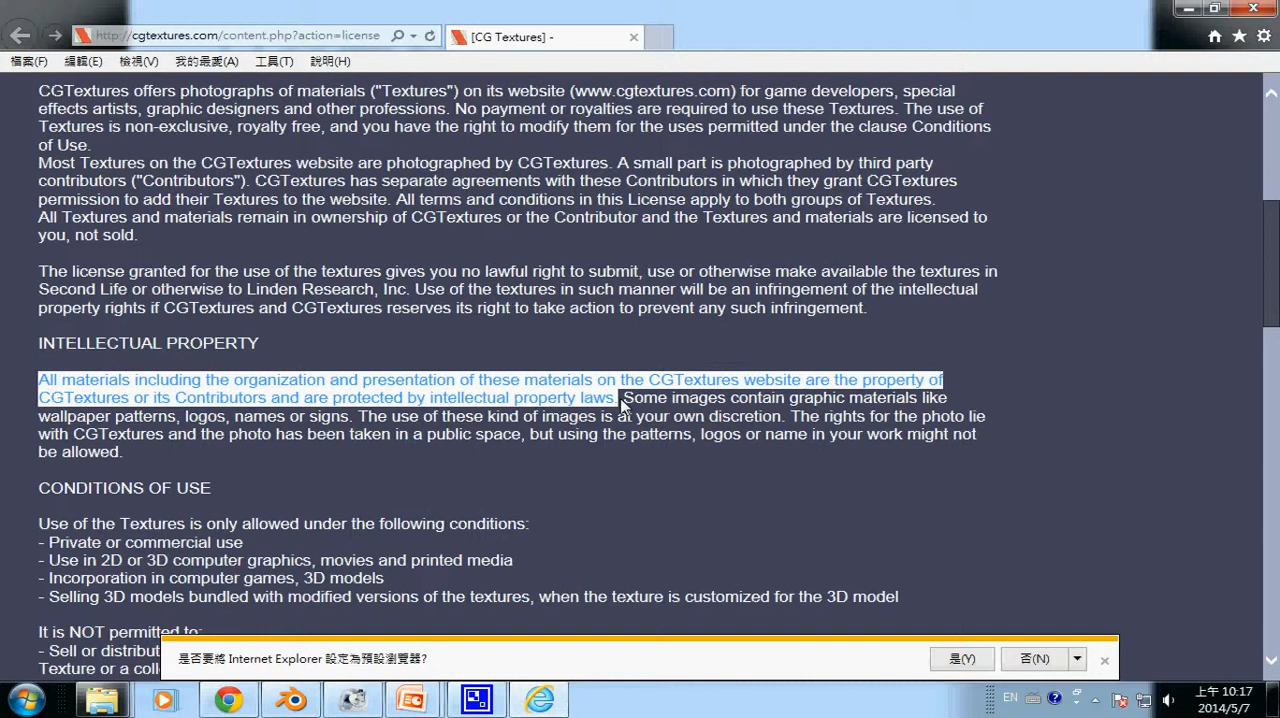 http://cgtextures.com/content.php?action=license
[CG Textures] -
檔案(F) 編輯(E) 檢視(V) 我的最愛(A) 工具(T) 說明(H)
CGTextures offers photographs of materials ("Textures") on its website (www.cgtextures.com) for game developers, special
effects artists, graphic designers and other professions. No payment or royalties are required to use these Textures. The use of
Textures is non-exclusive, royalty free, and you have the right to modify them for the uses permitted under the clause Conditions
of Use.
Most Textures on the CGTextures website are photographed by CGTextures. A small part is photographed by third party
contributors ("Contributors"). CGTextures has separate agreements with these Contributors in which they grant CGTextures
permission to add their Textures to the website. All terms and conditions in this License apply to both groups of Textures.
All Textures and materials remain in ownership of CGTextures or the Contributor and the Textures and materials are licensed to
you, not sold.
The license granted for the use of the textures gives you no lawful right to submit, use or otherwise make available the textures in
Second Life or otherwise to Linden Research, Inc. Use of the textures in such manner will be an infringement of the intellectual
property rights if CGTextures and CGTextures reserves its right to take action to prevent any such infringement.
INTELLECTUAL PROPERTY
All materials including the organization and presentation of these materials on the CGTextures website are the property of
CGTextures or its Contributors and are protected by intellectual property laws. Some images contain graphic materials like
wallpaper patterns, logos, names or signs. The use of these kind of images is at your own discretion. The rights for the photo lie
with CGTextures and the photo has been taken in a public space, but using the patterns, logos or name in your work might not
be allowed.
CONDITIONS OF USE
Use of the Textures is only allowed under the following conditions:
- Private or commercial use
- Use in 2D or 3D computer graphics, movies and printed media
- Incorporation in computer games, 3D models
- Selling 3D models bundled with modified versions of the textures, when the texture is customized for the 3D model
It is NOT permitted to:
- Sell or distribut
Texture or a col
是否要將 Internet Explorer 設定為預設瀏覽器?
是(Y) 否(N)
EN
上午 10:17
2014/5/7